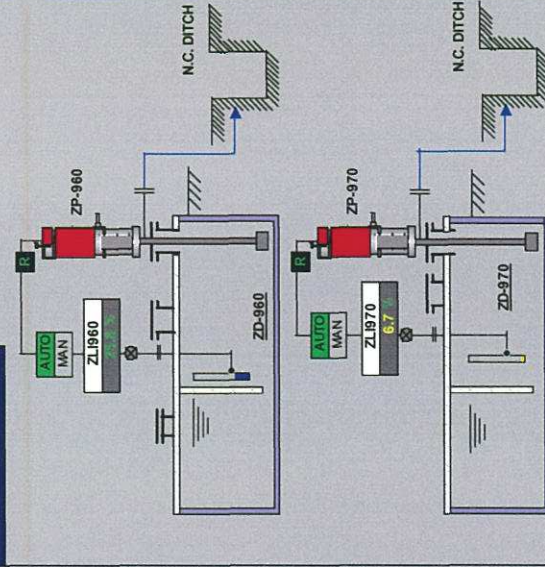 N.C. DITCH
ZP-960
R
AUTO
MAN
ZLI960
%
ZD-960
N.C. DITCH
ZP-970
R
AUTO
MAN
ZLI970
6.7 %
ZD-970